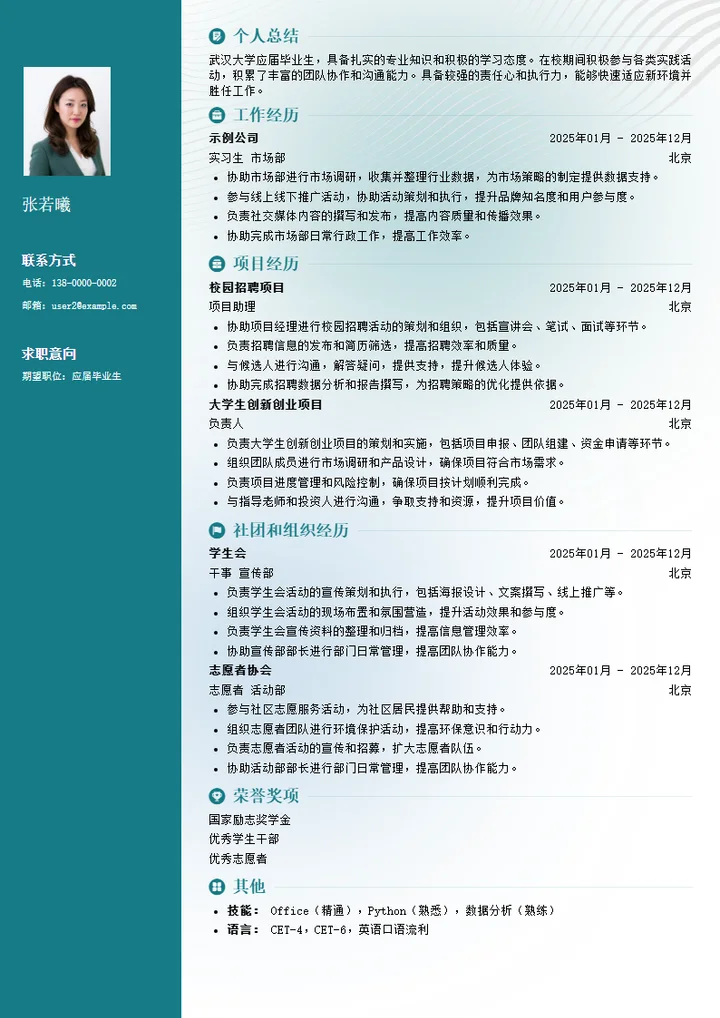 张若曦
联系方式
电话：138-0000-0002
邮箱：user2@example.com
求职意向
期望职位：应届毕业生
个人总结
武汉大学应届毕业生，具备扎实的专业知识和积极的学习态度。在校期间积极参与各类实践活
动，积累了丰富的团队协作和沟通能力。具备较强的责任心和执行力，能够快速适应新环境并
胜任工作。
工作经历
示例公司 2025年01月 - 2025年12月
实习生 市场部 北京
• 协助市场部进行市场调研，收集并整理行业数据，为市场策略的制定提供数据支持。
• 参与线上线下推广活动，协助活动策划和执行，提升品牌知名度和用户参与度。
• 负责社交媒体内容的撰写和发布，提高内容质量和传播效果。
• 协助完成市场部日常行政工作，提高工作效率。
项目经历
校园招聘项目 2025年01月 - 2025年12月
项目助理 北京
• 协助项目经理进行校园招聘活动的策划和组织，包括宣讲会、笔试、面试等环节。
• 负责招聘信息的发布和简历筛选，提高招聘效率和质量。
• 与候选人进行沟通，解答疑问，提供支持，提升候选人体验。
• 协助完成招聘数据分析和报告撰写，为招聘策略的优化提供依据。
大学生创新创业项目 2025年01月 - 2025年12月
负责人 北京
• 负责大学生创新创业项目的策划和实施，包括项目申报、团队组建、资金申请等环节。
• 组织团队成员进行市场调研和产品设计，确保项目符合市场需求。
• 负责项目进度管理和风险控制，确保项目按计划顺利完成。
• 与指导老师和投资人进行沟通，争取支持和资源，提升项目价值。
社团和组织经历
学生会 2025年01月 - 2025年12月
干事 宣传部 北京
• 负责学生会活动的宣传策划和执行，包括海报设计、文案撰写、线上推广等。
• 组织学生会活动的现场布置和氛围营造，提升活动效果和参与度。
• 负责学生会宣传资料的整理和归档，提高信息管理效率。
• 协助宣传部部长进行部门日常管理，提高团队协作能力。
志愿者协会 2025年01月 - 2025年12月
志愿者 活动部 北京
• 参与社区志愿服务活动，为社区居民提供帮助和支持。
• 组织志愿者团队进行环境保护活动，提高环保意识和行动力。
• 负责志愿者活动的宣传和招募，扩大志愿者队伍。
• 协助活动部部长进行部门日常管理，提高团队协作能力。
荣誉奖项
国家励志奖学金
优秀学生干部
优秀志愿者
其他
• 技能： Office（精通），Python（熟悉），数据分析（熟练）
• 语言： CET-4，CET-6，英语口语流利